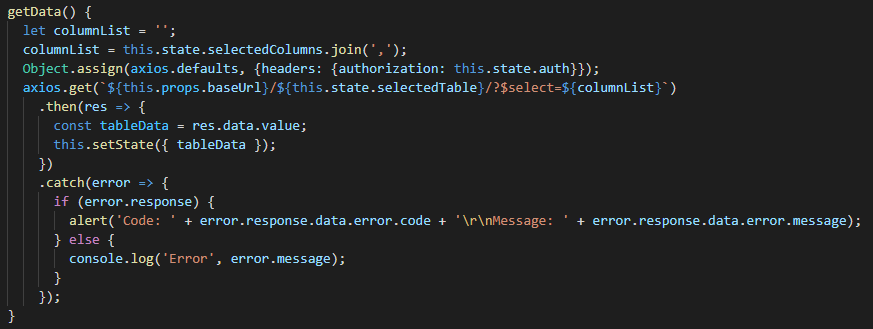 getData() {
let columnList = '';
columnList = this.state.selectedColumns.join(',');
Object.assign(axios.defaults, {headers: {authorization: this.state.auth}});
axios.get(`${this.props.baseUrl}/${this.state.selectedTable}/?$select=${columnList}`)
.then(res => {
const tableData = res.data.value;
this.setState({ tableData });
})
.catch(error => {
if (error.response) {
alert('Code: ' + error.response.data.error.code + '\r\nMessage: ' + error.response.data.error.message);
} else {
console.log('Error', error.message);
}
});
}